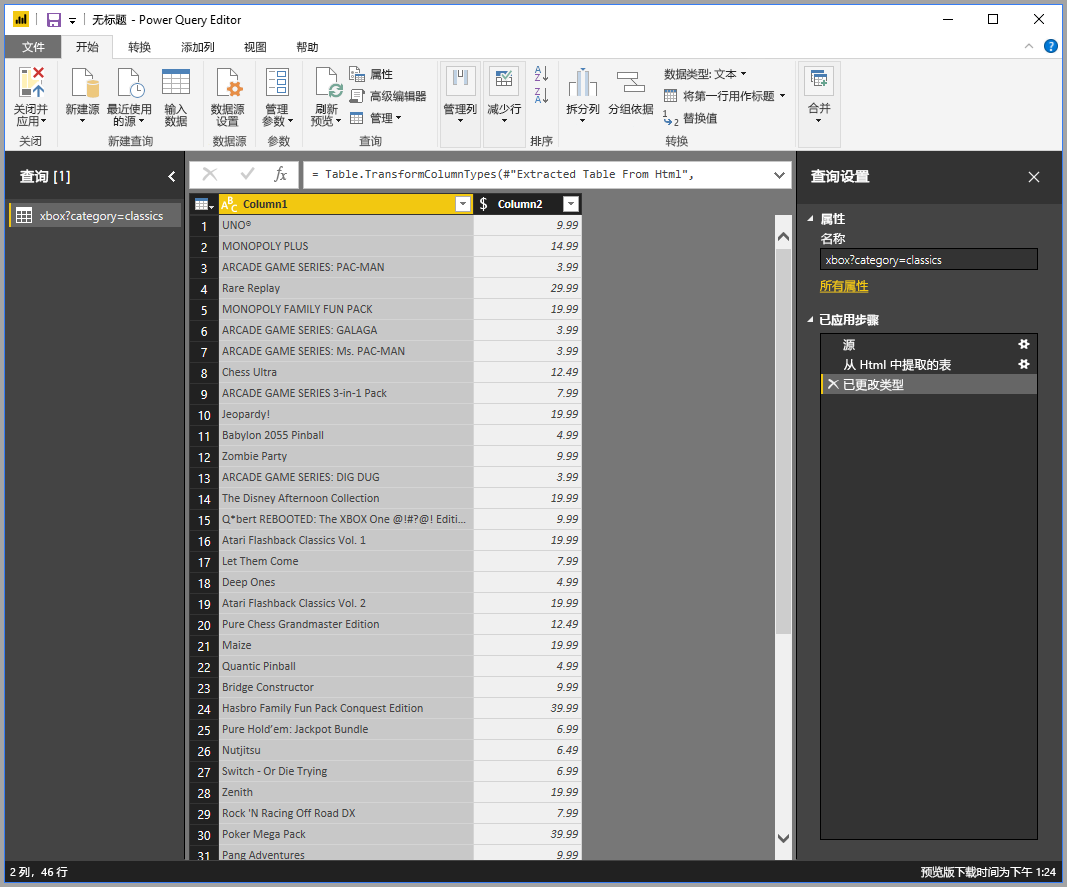 无标题 - Power Query Editor
文件 开始 转换 添加列 视图 帮助
关闭并应用 新建源 最近使用的源 输入数据 数据源设置 管理参数 刷新预览 属性 高级编辑器 管理 管理列 减少行 拆分列 分组依据 数据类型: 文本 将第一行用作标题 替换值 合并
关闭 新建查询 数据源 参数 查询 排序 转换
查询 [1]
xbox?category=classics
fx = Table.TransformColumnTypes(#"Extracted Table From Html",
ABC Column1 $ Column2
1 UNO® 9.99
2 MONOPOLY PLUS 14.99
3 ARCADE GAME SERIES: PAC-MAN 3.99
4 Rare Replay 29.99
5 MONOPOLY FAMILY FUN PACK 19.99
6 ARCADE GAME SERIES: GALAGA 3.99
7 ARCADE GAME SERIES: Ms. PAC-MAN 3.99
8 Chess Ultra 12.49
9 ARCADE GAME SERIES 3-in-1 Pack 7.99
10 Jeopardy! 19.99
11 Babylon 2055 Pinball 4.99
12 Zombie Party 9.99
13 ARCADE GAME SERIES: DIG DUG 3.99
14 The Disney Afternoon Collection 19.99
15 Q*bert REBOOTED: The XBOX One @!#?@! Editi... 9.99
16 Atari Flashback Classics Vol. 1 19.99
17 Let Them Come 7.99
18 Deep Ones 4.99
19 Atari Flashback Classics Vol. 2 19.99
20 Pure Chess Grandmaster Edition 12.49
21 Maize 19.99
22 Quantic Pinball 4.99
23 Bridge Constructor 9.99
24 Hasbro Family Fun Pack Conquest Edition 39.99
25 Pure Hold’em: Jackpot Bundle 6.99
26 Nutjitsu 6.49
27 Switch - Or Die Trying 6.99
28 Zenith 19.99
29 Rock 'N Racing Off Road DX 7.99
30 Poker Mega Pack 39.99
31 Pang Adventures 9.99
查询设置
属性
名称
xbox?category=classics
所有属性
已应用步骤
源
从 Html 中提取的表
已更改类型
2 列，46 行
预览版下载时间为下午 1:24